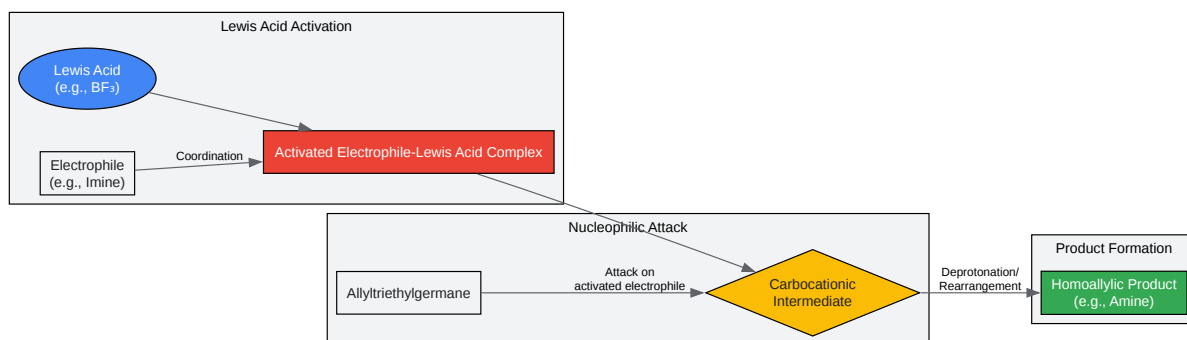 Lewis Acid Activation
Lewis Acid
(e.g., BF₃)
Electrophile
(e.g., Imine)
Coordination
Activated Electrophile-Lewis Acid Complex
Nucleophilic Attack
Allyltriethylgermane
Attack on
activated electrophile
Carbocationic
Intermediate
Deprotonation/
Rearrangement
Product Formation
Homoallylic Product
(e.g., Amine)